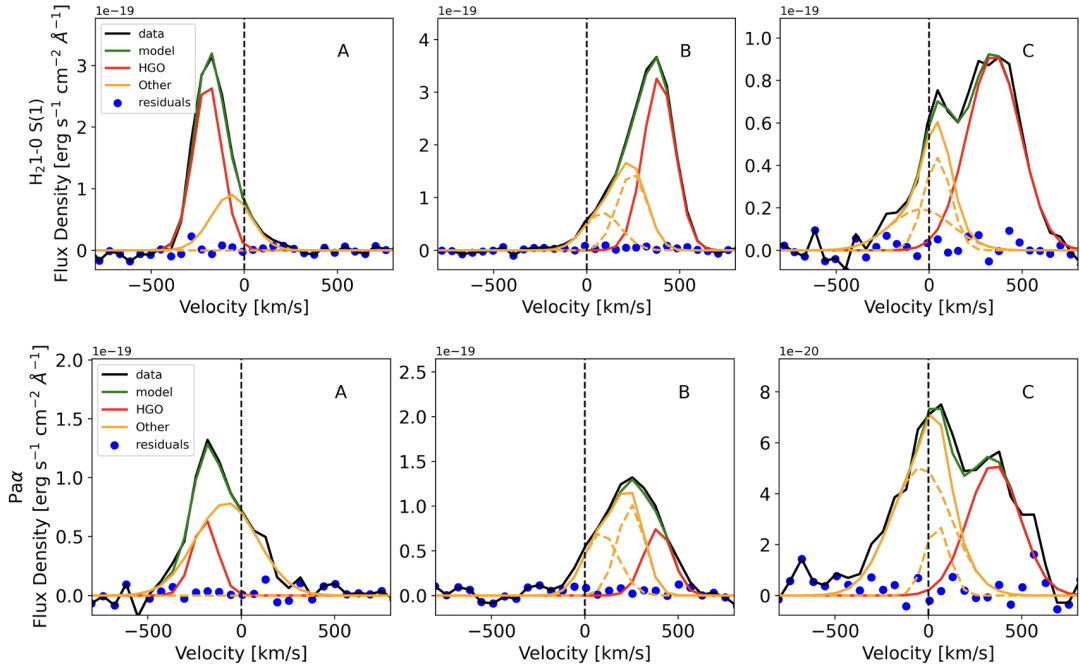 1e−19
data
model
HGO
Other
residuals
A
3
2
1
0
−500
0
500
Velocity [km/s]
H₂1-0 S(1)
Flux Density [erg s⁻¹ cm⁻² Å⁻¹]
1e−19
B
4
3
2
1
0
−500
0
500
Velocity [km/s]
1e−19
C
1.0
0.8
0.6
0.4
0.2
0.0
−500
0
500
Velocity [km/s]
1e−19
data
model
HGO
Other
residuals
A
2.0
1.5
1.0
0.5
0.0
−500
0
500
Velocity [km/s]
Paα
Flux Density [erg s⁻¹ cm⁻² Å⁻¹]
1e−19
B
2.5
2.0
1.5
1.0
0.5
0.0
−500
0
500
Velocity [km/s]
1e−20
C
8
6
4
2
0
−500
0
500
Velocity [km/s]